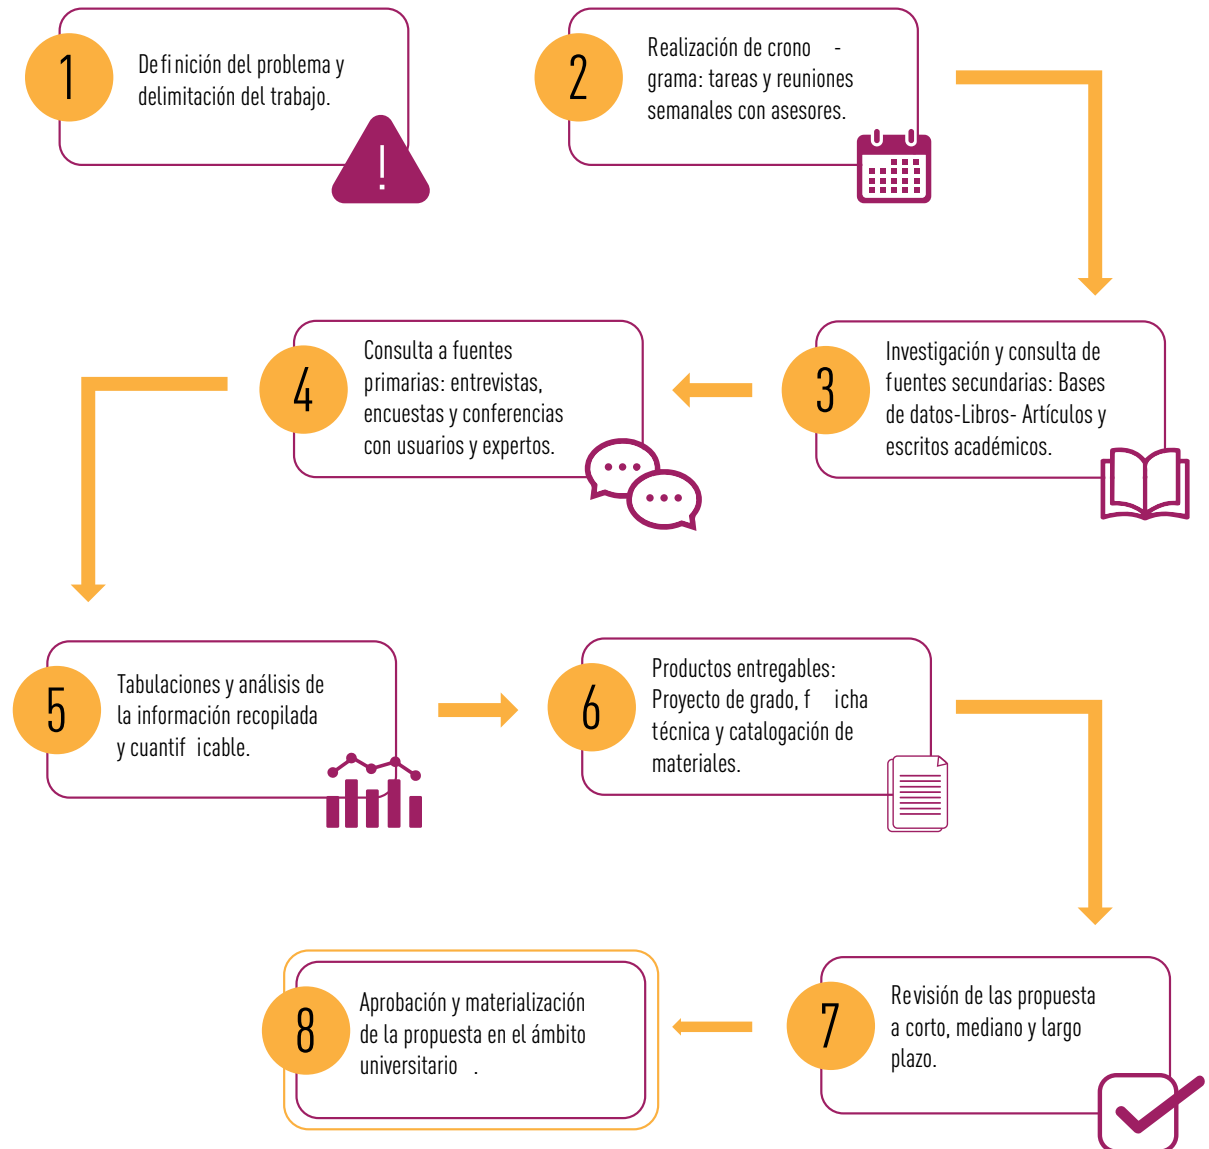 1
Definición del problema y
delimitación del trabajo.
!
2
Realización de crono -
grama: tareas y reuniones
semanales con asesores.
3
Investigación y consulta de
fuentes secundarias: Bases
de datos-Libros- Artículos y
escritos académicos.
4
Consulta a fuentes
primarias: entrevistas,
encuestas y conferencias
con usuarios y expertos.
5
Tabulaciones y análisis de
la información recopilada
y cuantif icable.
6
Productos entregables:
Proyecto de grado, f icha
técnica y catalogación de
materiales.
7
Revisión de las propuesta
a corto, mediano y largo
plazo.
8
Aprobación y materialización
de la propuesta en el ámbito
universitario .